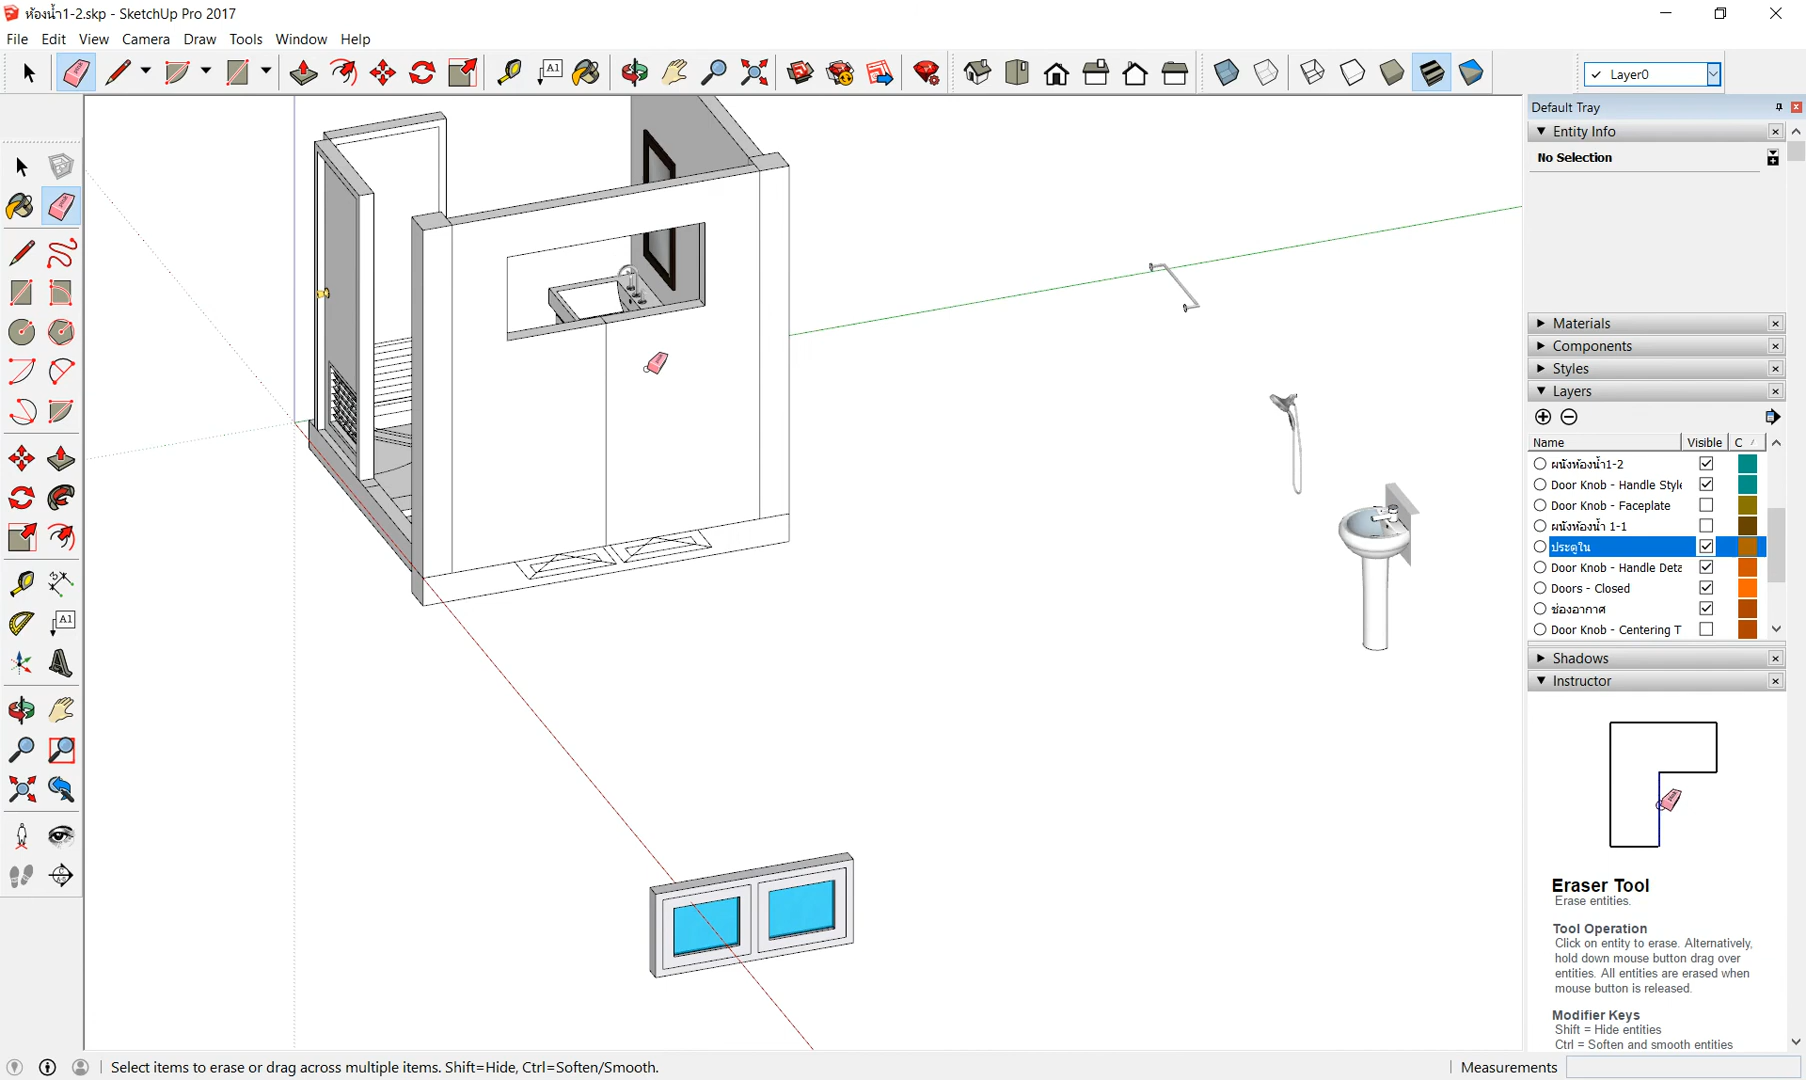 ห้องน้ำ1-2.skp - SketchUp Pro 2017
File Edit View Camera Draw Tools Window Help
A1
Layer0
Default Tray
Entity Info
No Selection
Materials
Components
Styles
Layers
Name Visible C
ผนังห้องน้ำ1-2
Door Knob - Handle Style
Door Knob - Faceplate
ผนังห้องน้ำ 1-1
ประตูใน
Door Knob - Handle Deta
Doors - Closed
ช่องอากาศ
Door Knob - Centering T
A1
Shadows
Instructor
Eraser Tool
Erase entities.
Tool Operation
Click on entity to erase. Alternatively,
hold down mouse button drag over
entities. All entities are erased when
mouse button is released.
Modifier Keys
Shift = Hide entities
Ctrl = Soften and smooth entities
Select items to erase or drag across multiple items. Shift=Hide, Ctrl=Soften/Smooth.
Measurements